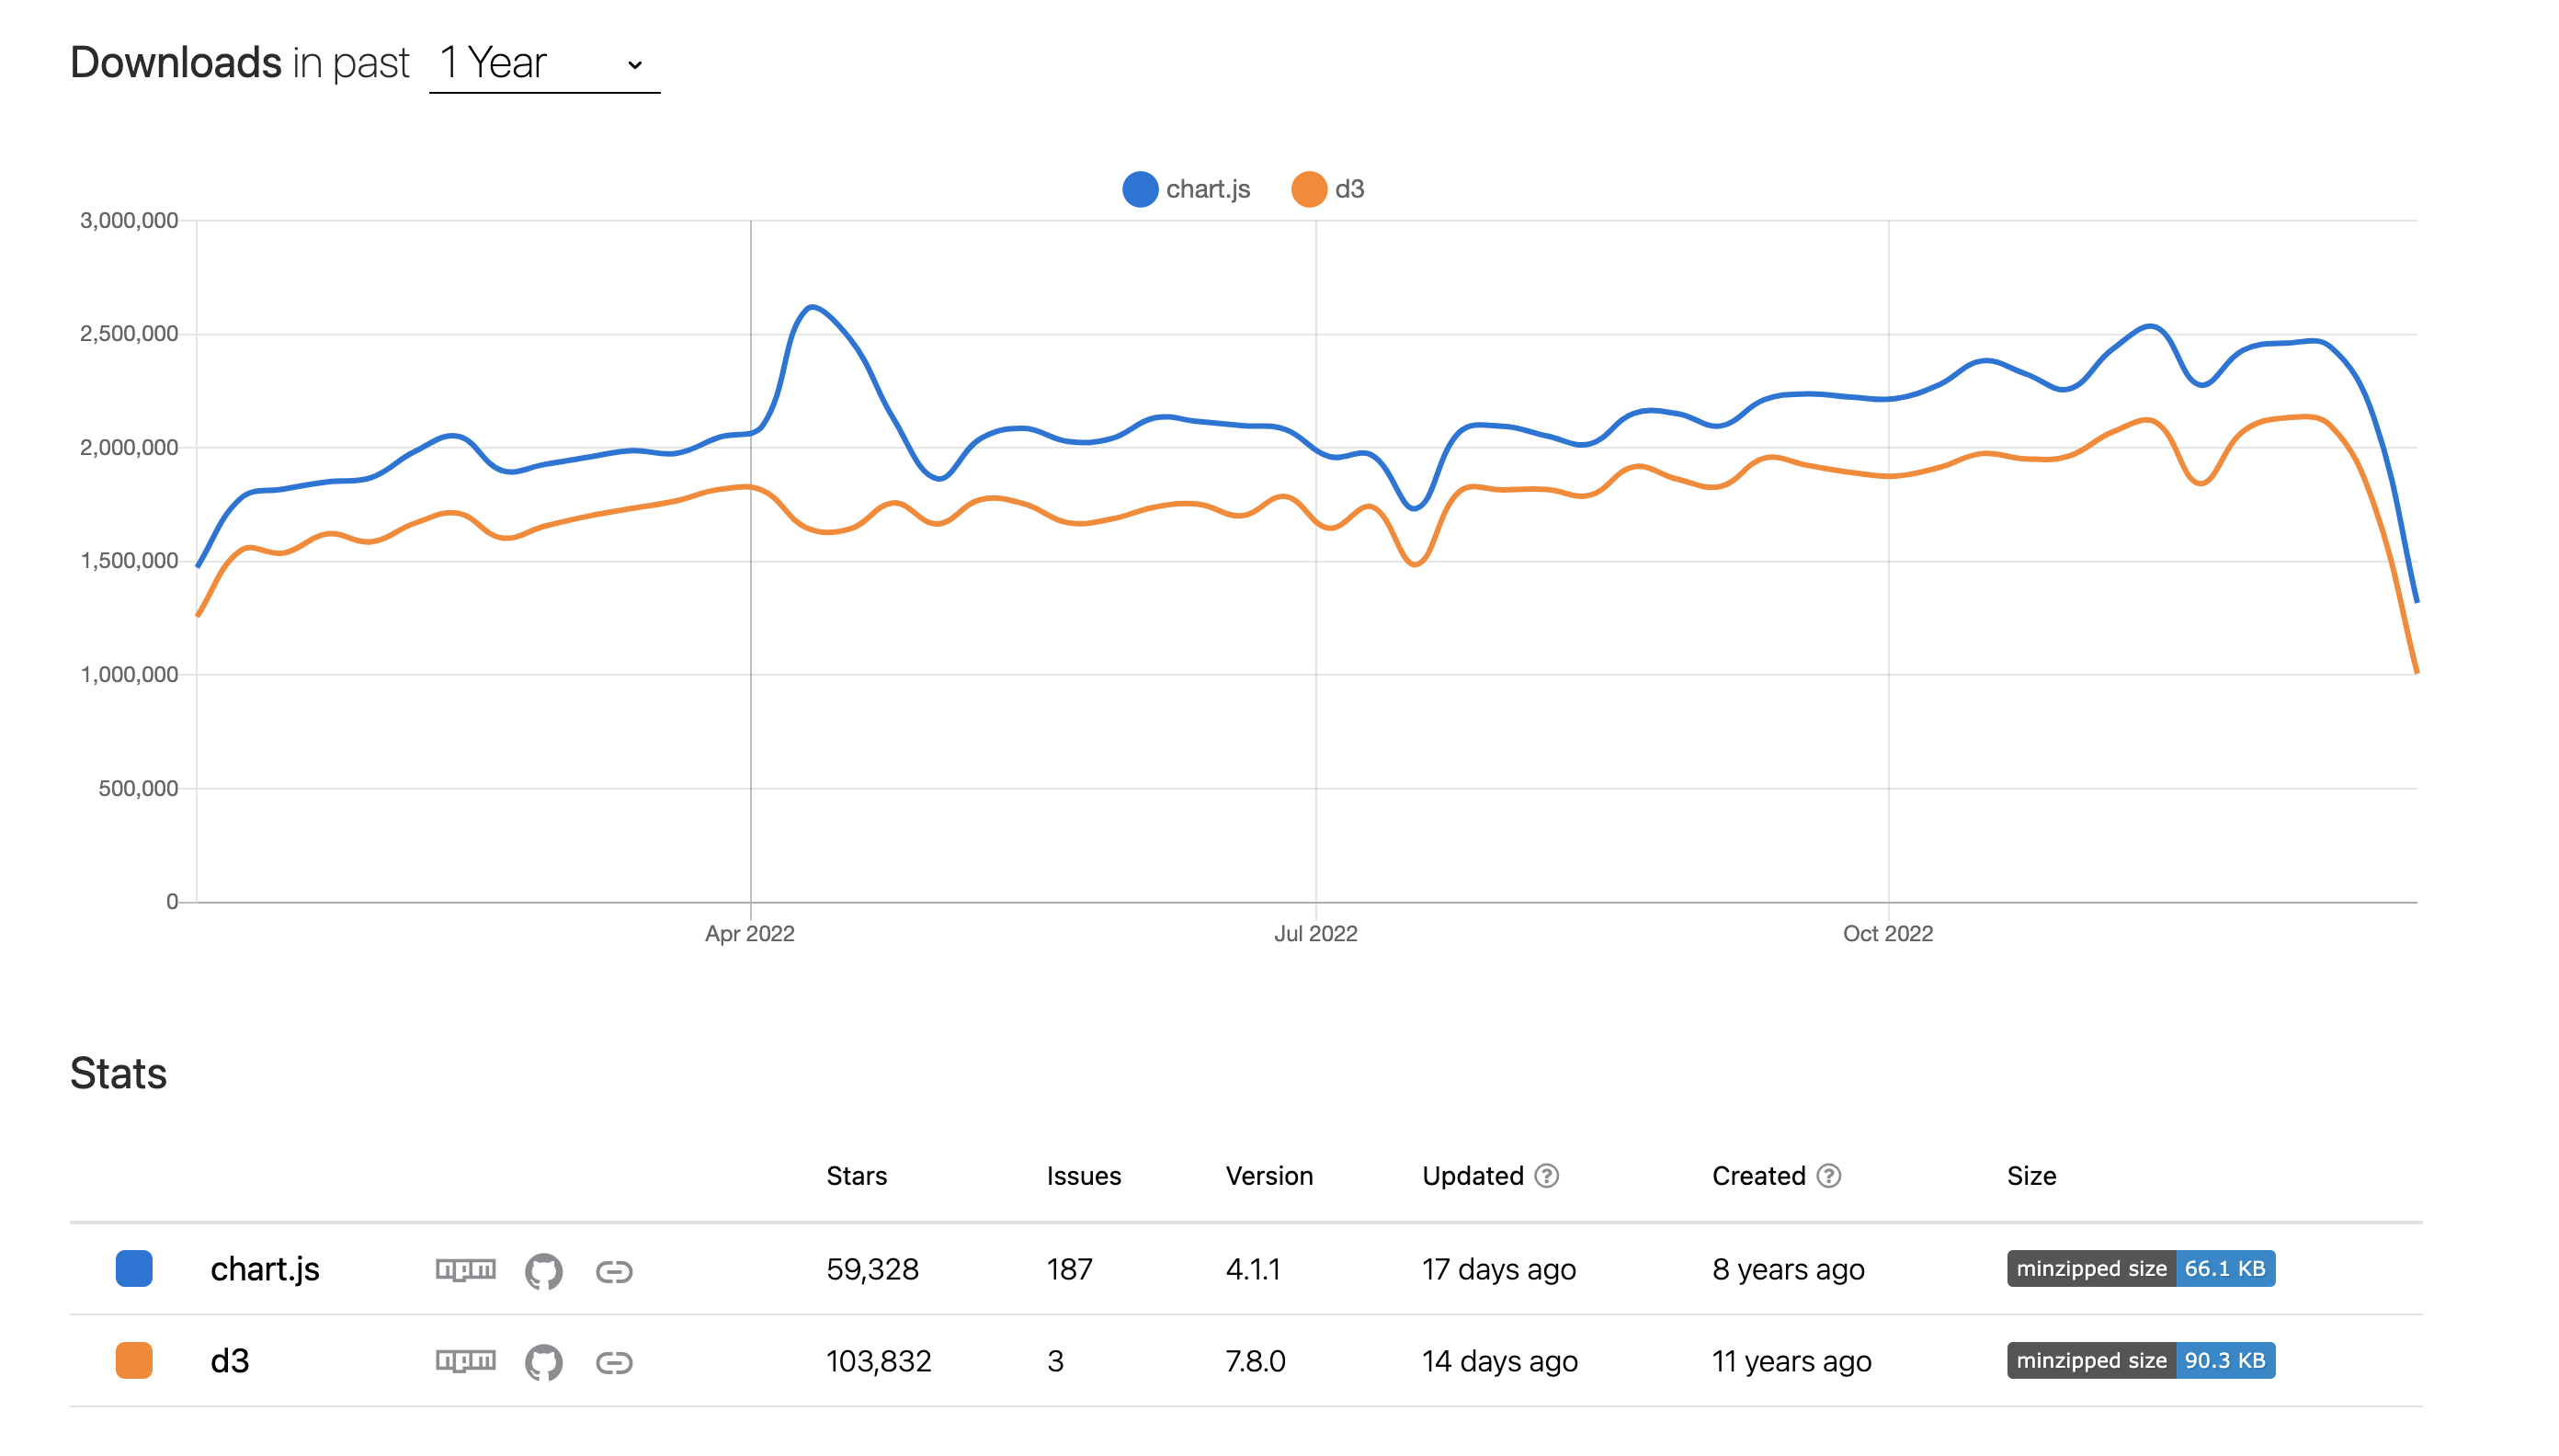 Downloads in past 1 Year
chart.js d3
3,000,000
2,500,000
2,000,000
1,500,000
1,000,000
500,000
0
Apr 2022 Jul 2022 Oct 2022
Stats
Stars Issues Version Updated ? Created ? Size
chart.js npm 59,328 187 4.1.1 17 days ago 8 years ago minzipped size 66.1 KB
d3 npm 103,832 3 7.8.0 14 days ago 11 years ago minzipped size 90.3 KB